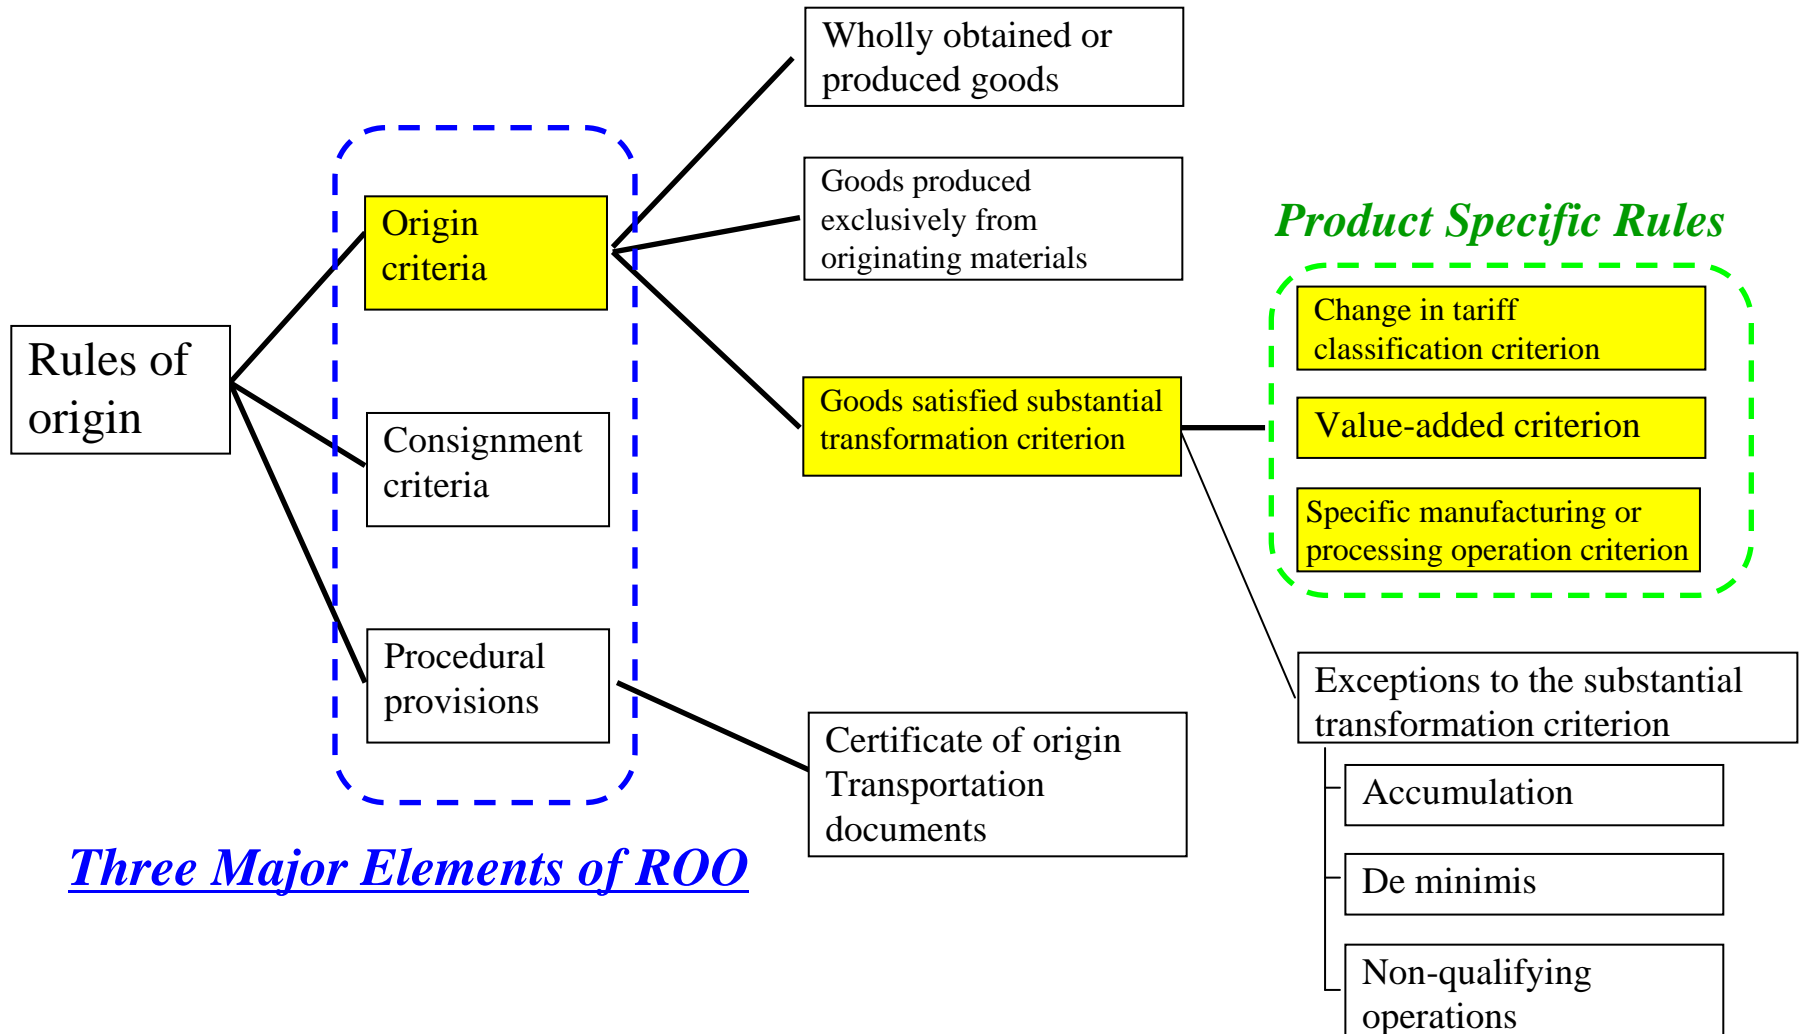 Rules of
origin
Origin
criteria
Consignment
criteria
Procedural
provisions
Three Major Elements of ROO
Wholly obtained or
produced goods
Goods produced
exclusively from
originating materials
Goods satisfied substantial
transformation criterion
Certificate of origin
Transportation
documents
Product Specific Rules
Change in tariff
classification criterion
Value-added criterion
Specific manufacturing or
processing operation criterion
Exceptions to the substantial
transformation criterion
Accumulation
De minimis
Non-qualifying
operations